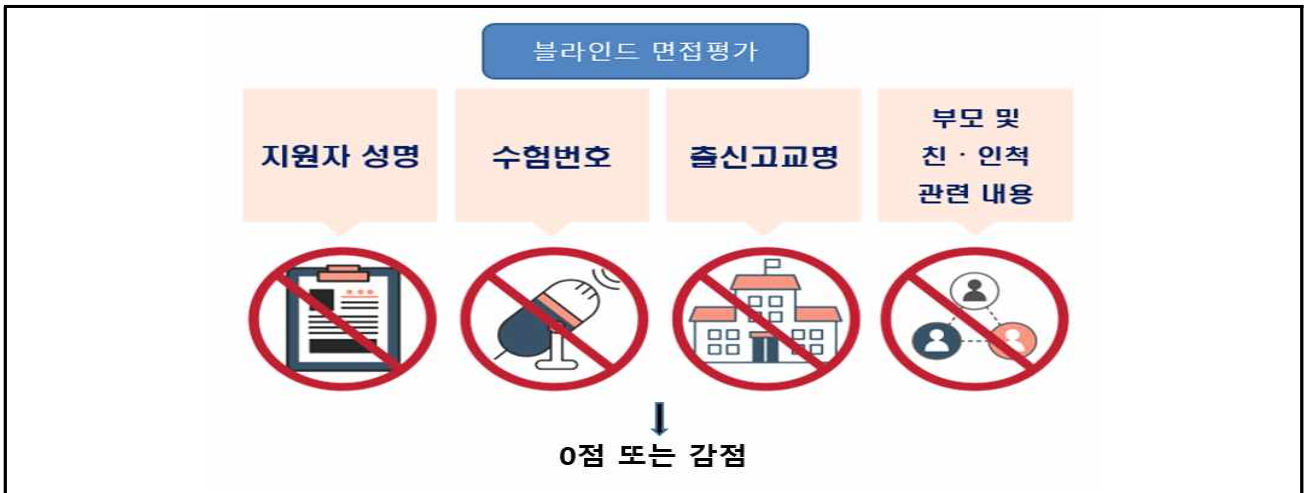 블라인드 면접평가
지원자 성명
수험번호
출신고교명
부모 및
친 · 인척
관련 내용
0점 또는 감점